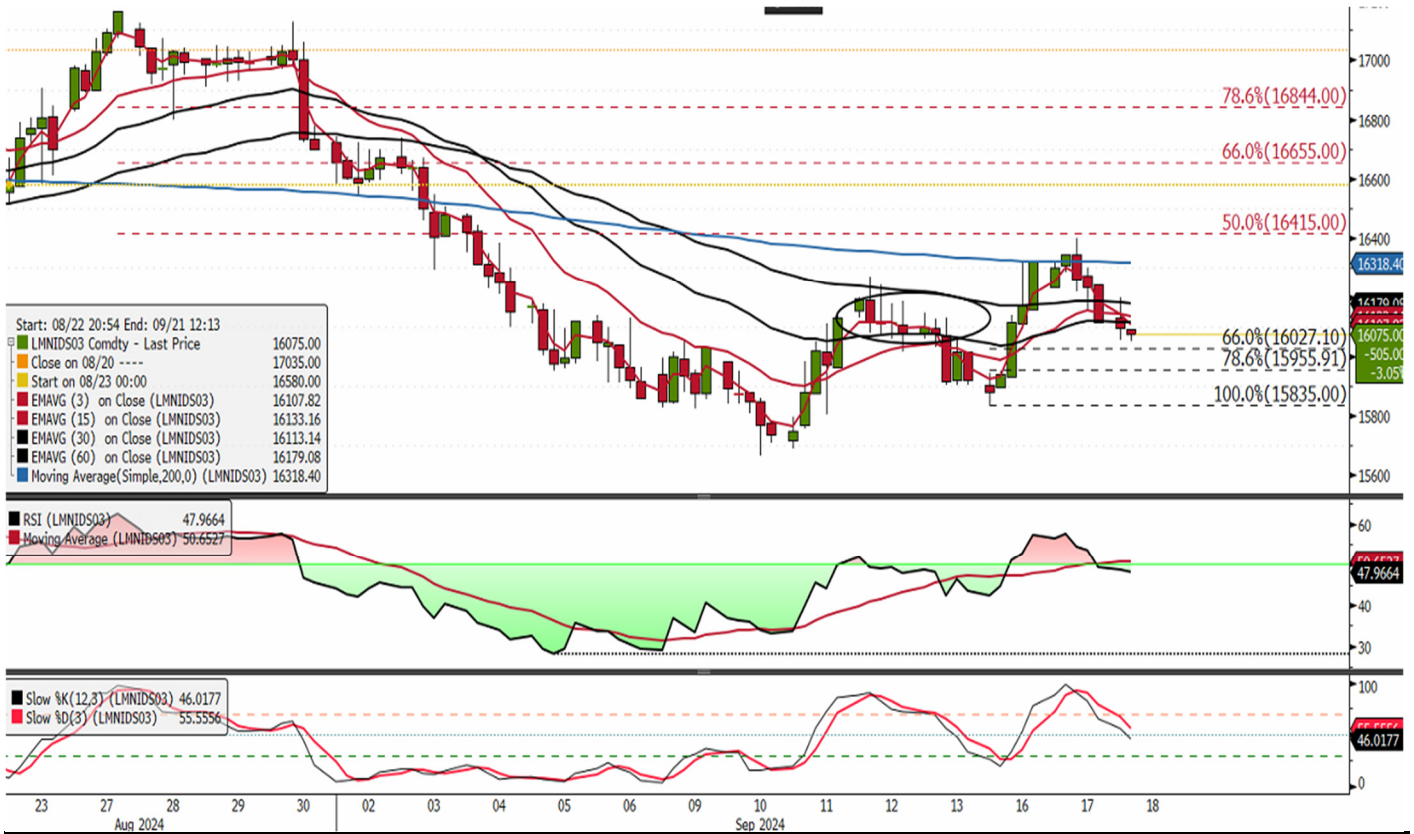 17000
78.6%(16844.00)
16800
66.0%(16655.00)
16600
50.0%(16415.00)
16400
16318.40
16179.08
66.0%(16027.10)
16075.00
78.6%(15955.91)
-505.00
-3.05%
100.0%(15835.00)
15800
15600
Start: 08/22 20:54 End: 09/21 12:13
LMNIDS03 Comdty - Last Price 16075.00
Close on 08/20 ---- 17035.00
Start on 08/23 00:00 16580.00
EMAVG (3) on Close (LMNIDS03) 16107.82
EMAVG (15) on Close (LMNIDS03) 16133.16
EMAVG (30) on Close (LMNIDS03) 16113.14
EMAVG (60) on Close (LMNIDS03) 16179.08
Moving Average(Simple,200,0) (LMNIDS03) 16318.40
RSI (LMNIDS03) 47.9664
Moving Average (LMNIDS03) 50.6527
60
50.6527
47.9664
40
30
Slow %K(12,3) (LMNIDS03) 46.0177
Slow %D(3) (LMNIDS03) 55.5556
100
55.5556
46.0177
0
23 27 28 29 30 02 03 04 05 06 09 10 11 12 13 16 17 18
Aug 2024 Sep 2024